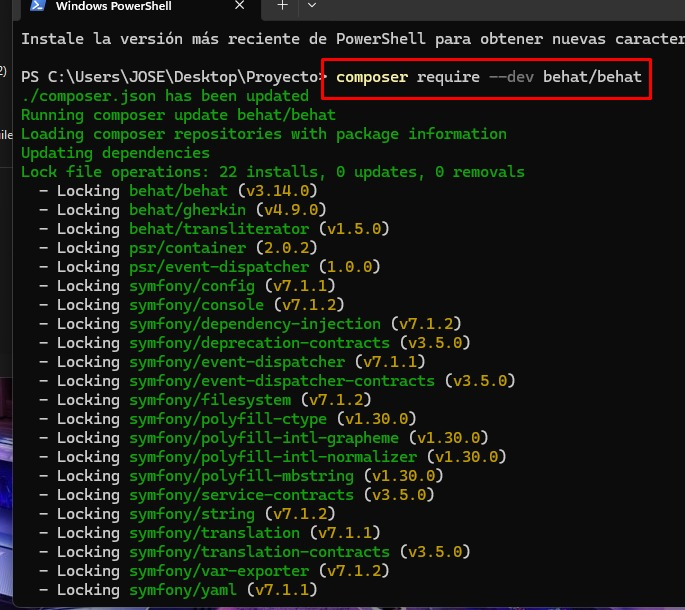 Windows PowerShell
Instale la versión más reciente de PowerShell para obtener nuevas caracter
PS C:\Users\JOSE\Desktop\Proyecto> composer require --dev behat/behat
./composer.json has been updated
Running composer update behat/behat
Loading composer repositories with package information
Updating dependencies
Lock file operations: 22 installs, 0 updates, 0 removals
- Locking behat/behat (v3.14.0)
- Locking behat/gherkin (v4.9.0)
- Locking behat/transliterator (v1.5.0)
- Locking psr/container (2.0.2)
- Locking psr/event-dispatcher (1.0.0)
- Locking symfony/config (v7.1.1)
- Locking symfony/console (v7.1.2)
- Locking symfony/dependency-injection (v7.1.2)
- Locking symfony/deprecation-contracts (v3.5.0)
- Locking symfony/event-dispatcher (v7.1.1)
- Locking symfony/event-dispatcher-contracts (v3.5.0)
- Locking symfony/filesystem (v7.1.2)
- Locking symfony/polyfill-ctype (v1.30.0)
- Locking symfony/polyfill-intl-grapheme (v1.30.0)
- Locking symfony/polyfill-intl-normalizer (v1.30.0)
- Locking symfony/polyfill-mbstring (v1.30.0)
- Locking symfony/service-contracts (v3.5.0)
- Locking symfony/string (v7.1.2)
- Locking symfony/translation (v7.1.1)
- Locking symfony/translation-contracts (v3.5.0)
- Locking symfony/var-exporter (v7.1.2)
- Locking symfony/yaml (v7.1.1)